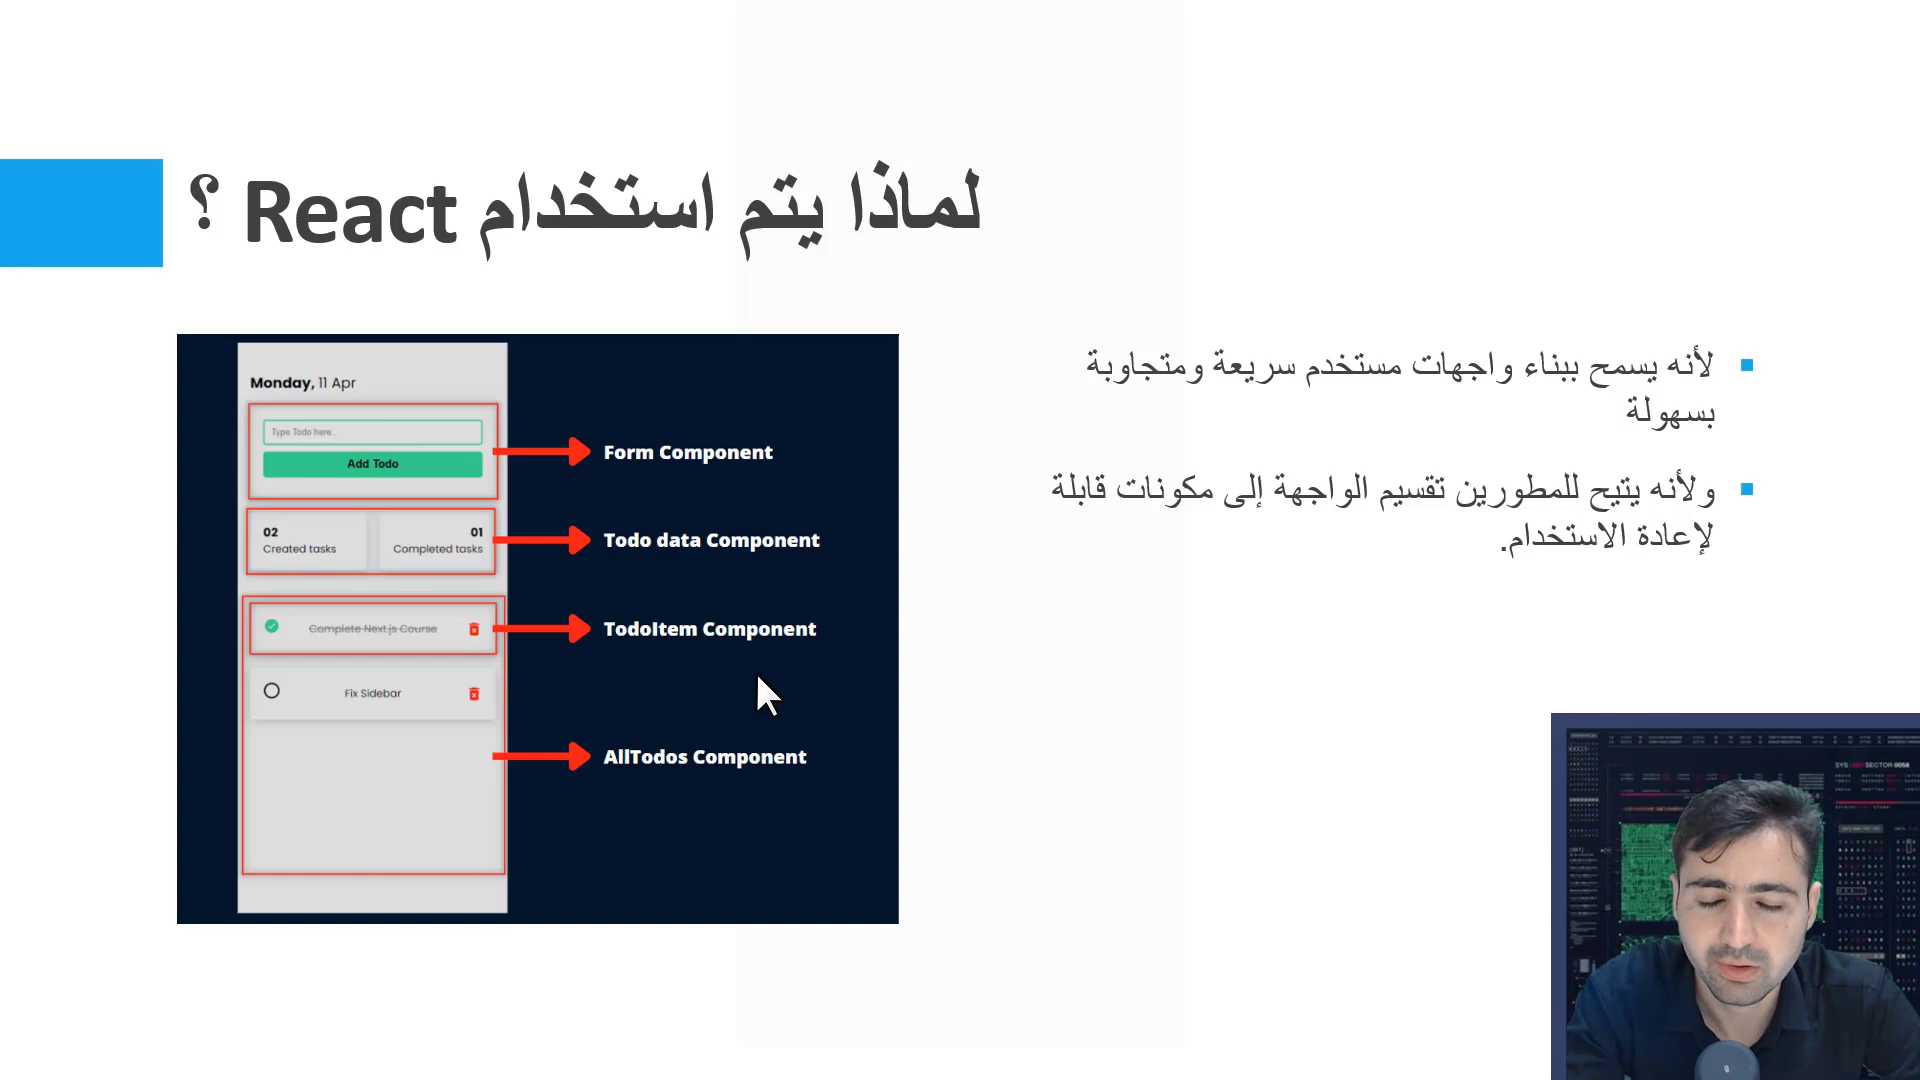 لماذا يتم استخدام React ؟
لأنه يسمح ببناء واجهات مستخدم سريعة ومتجاوبة
بسهولة
ولأنه يتيح للمطورين تقسيم الواجهة إلى مكونات قابلة
لإعادة الاستخدام.
Monday, 11 Apr
Type Todo here...
Add Todo
Form Component
02
Created tasks
01
Completed tasks
Todo data Component
Complete Next.js Course
TodoItem Component
Fix Sidebar
AllTodos Component
SECTOR 0058